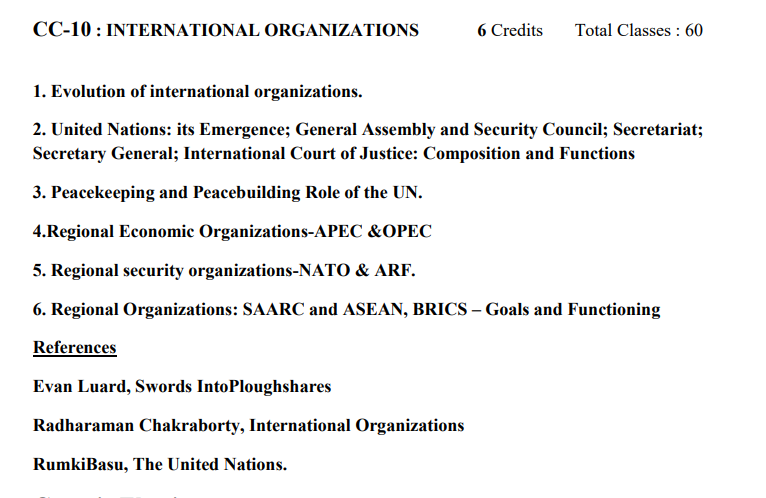 CC-10 : INTERNATIONAL ORGANIZATIONS 6 Credits Total Classes : 60
1. Evolution of international organizations.
2. United Nations: its Emergence; General Assembly and Security Council; Secretariat;
Secretary General; International Court of Justice: Composition and Functions
3. Peacekeeping and Peacebuilding Role of the UN.
4.Regional Economic Organizations-APEC &OPEC
5. Regional security organizations-NATO & ARF.
6. Regional Organizations: SAARC and ASEAN, BRICS – Goals and Functioning
References
Evan Luard, Swords IntoPloughshares
Radharaman Chakraborty, International Organizations
RumkiBasu, The United Nations.